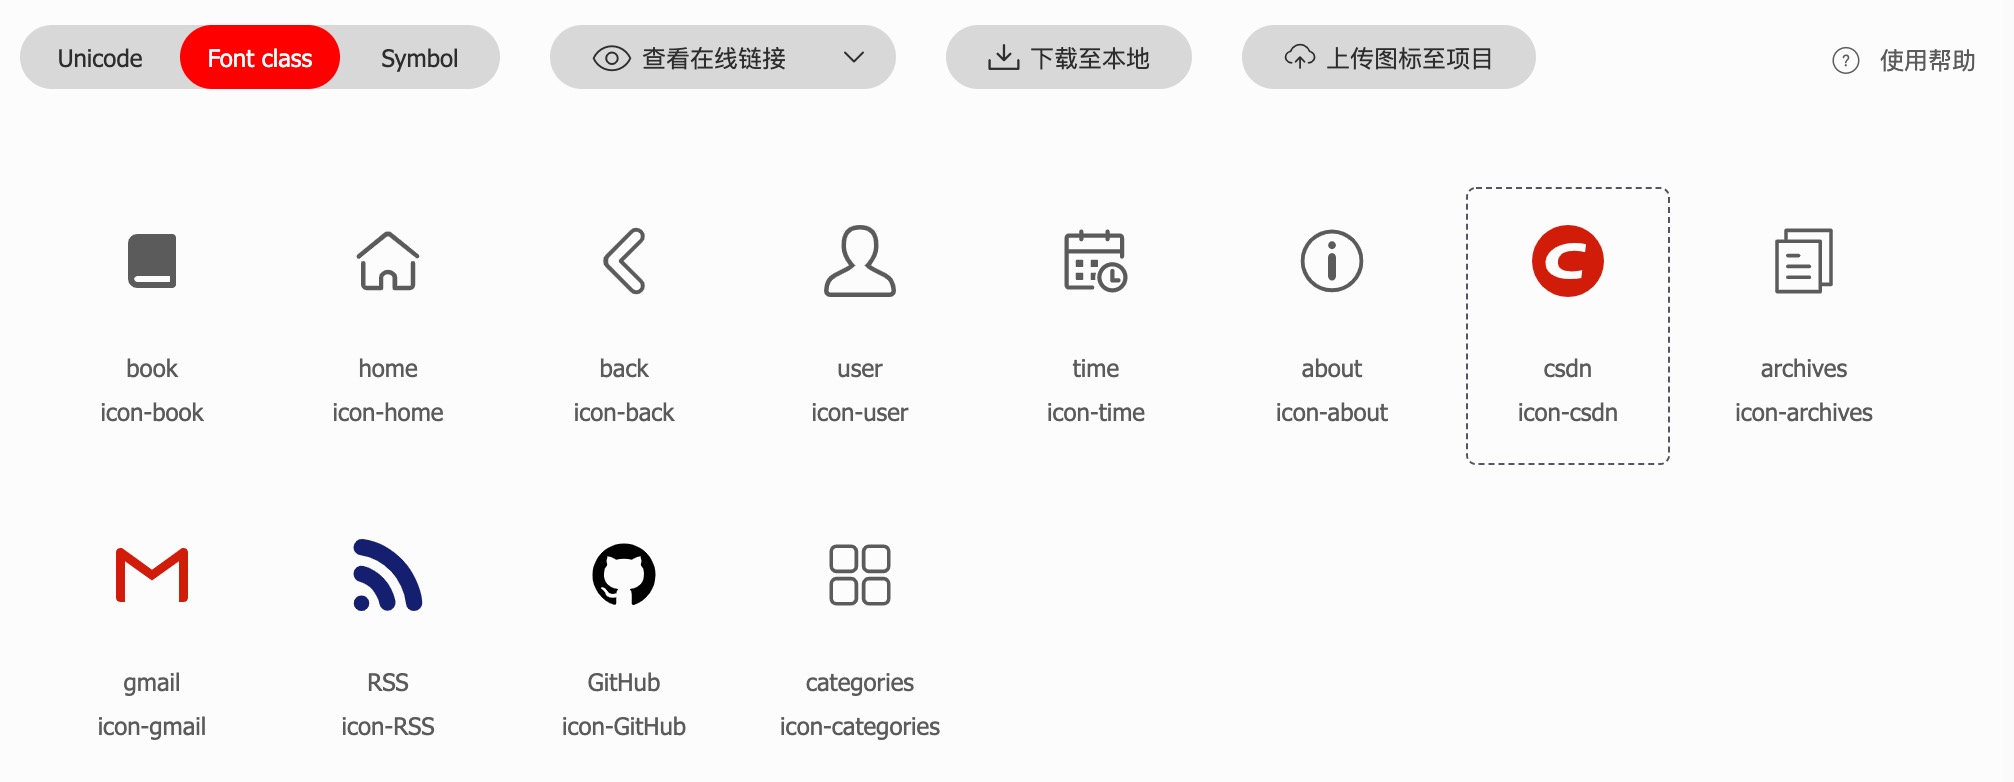 Unicode Font class Symbol 查看在线链接 下载至本地 上传图标至项目 ? 使用帮助
book home back user time about csdn archives
icon-book icon-home icon-back icon-user icon-time icon-about icon-csdn icon-archives
gmail RSS GitHub categories
icon-gmail icon-RSS icon-GitHub icon-categories